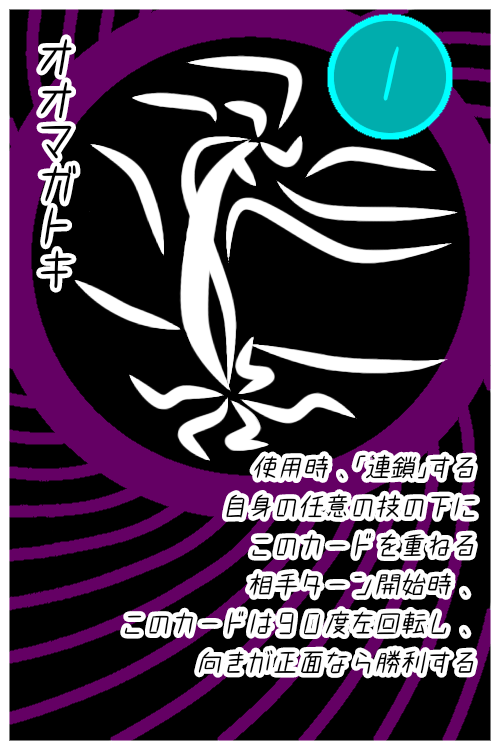 オオマガトキ
1
使用時、「連鎖」する
自身の任意の技の下に
このカードを重ねる
相手ターン開始時、
このカードは90度左回転し、
向きが正面なら勝利する